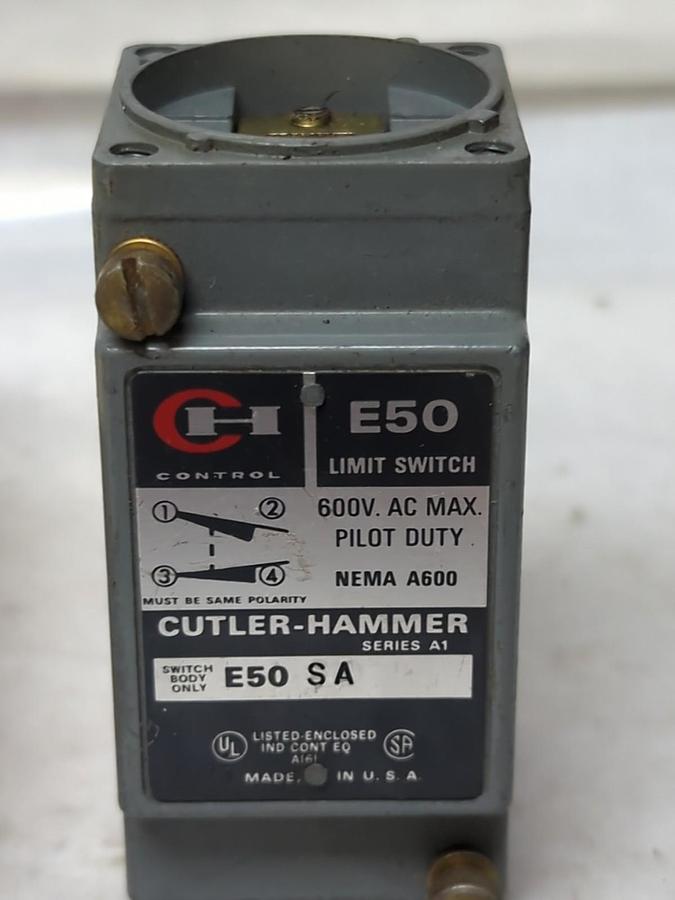 CH
CONTROL
E50
LIMIT SWITCH
1 2
3 4
MUST BE SAME POLARITY
600V. AC MAX.
PILOT DUTY
NEMA A600
CUTLER-HAMMER
SERIES A1
SWITCH
BODY
ONLY
E50 SA
UL
LISTED-ENCLOSED
IND CONT EQ
A161
SA
MADE IN U.S.A.